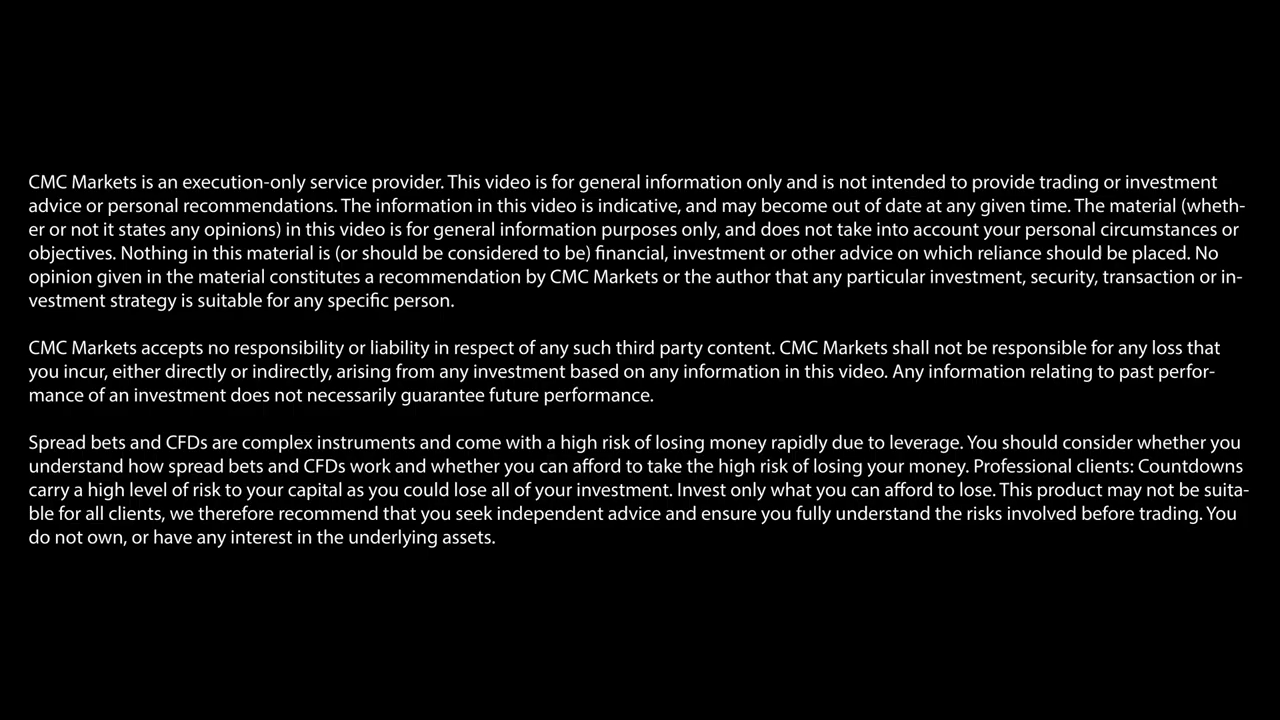 CMC Markets is an execution-only service provider. This video is for general information only and is not intended to provide trading or investment
advice or personal recommendations. The information in this video is indicative, and may become out of date at any given time. The material (wheth-
er or not it states any opinions) in this video is for general information purposes only, and does not take into account your personal circumstances or
objectives. Nothing in this material is (or should be considered to be) financial, investment or other advice on which reliance should be placed. No
opinion given in the material constitutes a recommendation by CMC Markets or the author that any particular investment, security, transaction or in-
vestment strategy is suitable for any specific person.
CMC Markets accepts no responsibility or liability in respect of any such third party content. CMC Markets shall not be responsible for any loss that
you incur, either directly or indirectly, arising from any investment based on any information in this video. Any information relating to past perfor-
mance of an investment does not necessarily guarantee future performance.
Spread bets and CFDs are complex instruments and come with a high risk of losing money rapidly due to leverage. You should consider whether you
understand how spread bets and CFDs work and whether you can afford to take the high risk of losing your money. Professional clients: Countdowns
carry a high level of risk to your capital as you could lose all of your investment. Invest only what you can afford to lose. This product may not be suita-
ble for all clients, we therefore recommend that you seek independent advice and ensure you fully understand the risks involved before trading. You
do not own, or have any interest in the underlying assets.